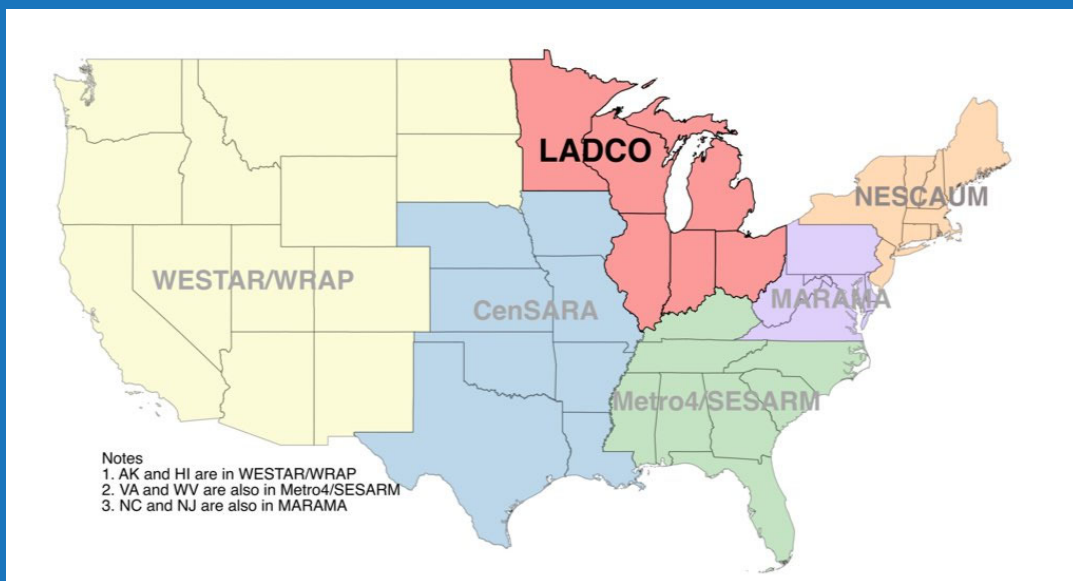 LADCO
NESCAUM
WESTAR/WRAP
MARAMA
CenSARA
Metro4/SESARM
Notes
1. AK and HI are in WESTAR/WRAP
2. VA and WV are also in Metro4/SESARM
3. NC and NJ are also in MARAMA